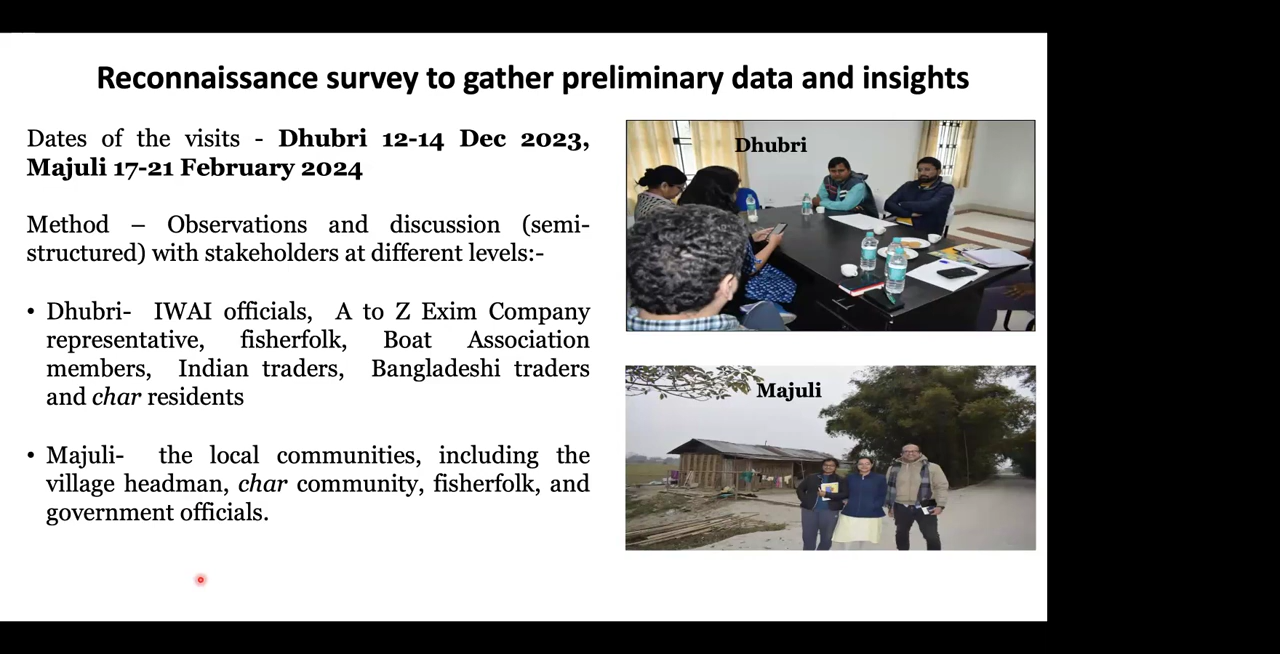 Reconnaissance survey to gather preliminary data and insights
Dates of the visits - Dhubri 12-14 Dec 2023,
Majuli 17-21 February 2024
Method – Observations and discussion (semi-
structured) with stakeholders at different levels:-
• Dhubri- IWAI officials, A to Z Exim Company
representative, fisherfolk, Boat Association
members, Indian traders, Bangladeshi traders
and char residents
• Majuli- the local communities, including the
village headman, char community, fisherfolk, and
government officials.
Dhubri
Majuli